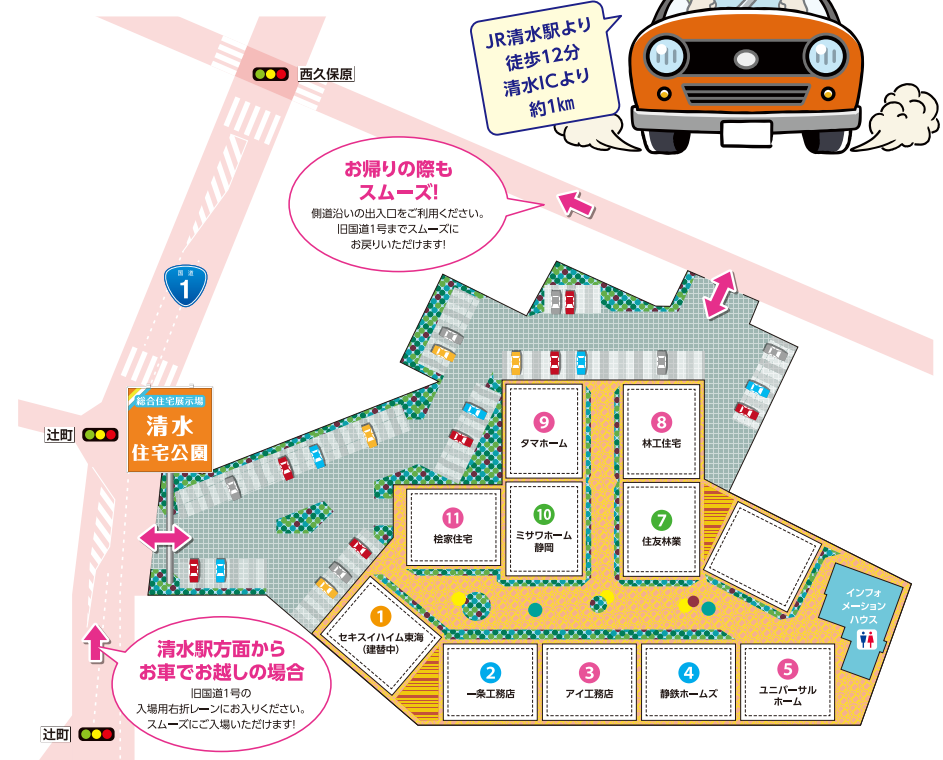 JR清水駅より
徒歩12分
清水ICより
約1km
西久保原
お帰りの際も
スムーズ!
側道沿いの出入口をご利用ください。
旧国道1号までスムーズに
お戻りいただけます!
国道
1
総合住宅展示場
清水
住宅公園
辻町
9
タマホーム
8
林工住宅
11
桧家住宅
10
ミサワホーム
静岡
7
住友林業
インフォ
メーション
ハウス
1
セキスイハイム東海
(建替中)
2
一条工務店
3
アイ工務店
4
静鉄ホームズ
5
ユニバーサル
ホーム
清水駅方面から
お車でお越しの場合
旧国道1号の
入場用右折レーンにお入りください。
スムーズにご入場いただけます!
辻町